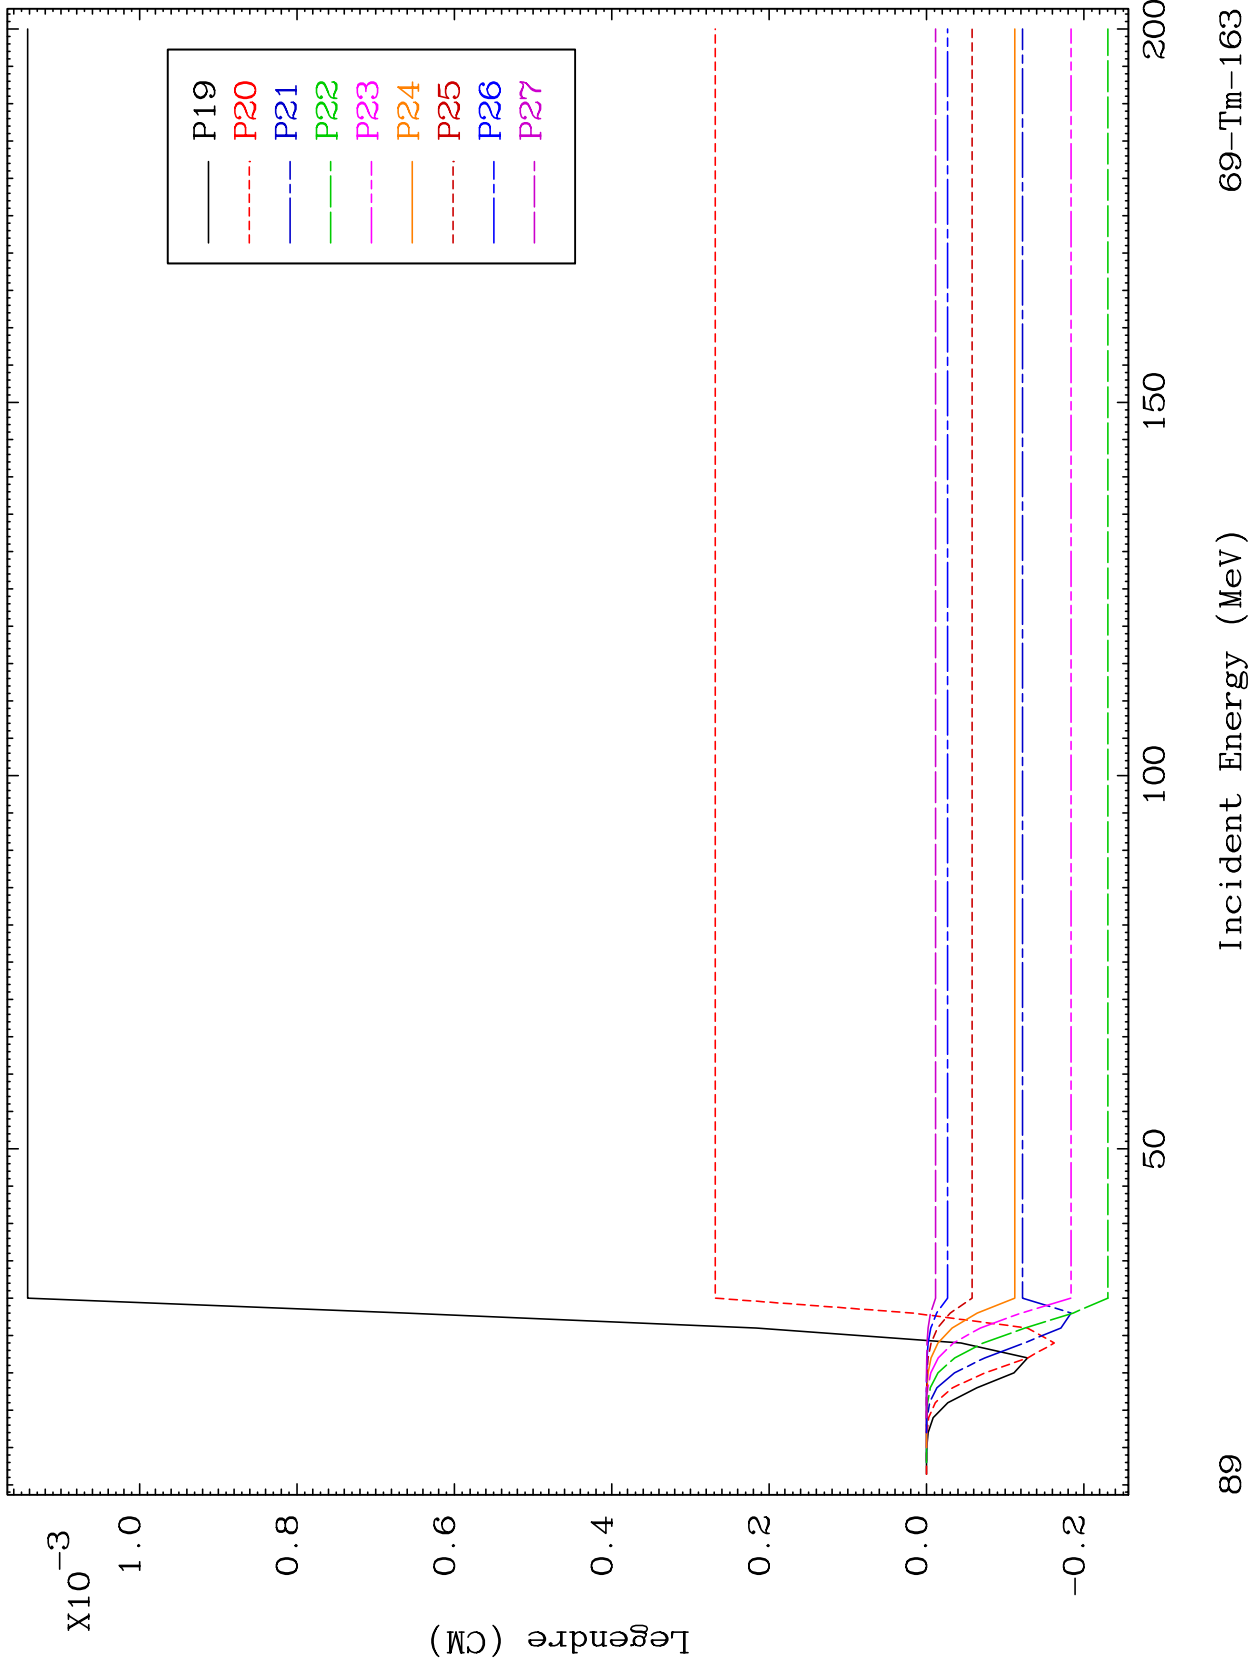 X10-3
1.0
0.8
0.6
0.4
0.2
0.0
-0.2
Legendre (CM)
P19
P20
P21
P22
P23
P24
P25
P26
P27
50
100
150
200
Incident Energy (MeV)
89
69-Tm-163